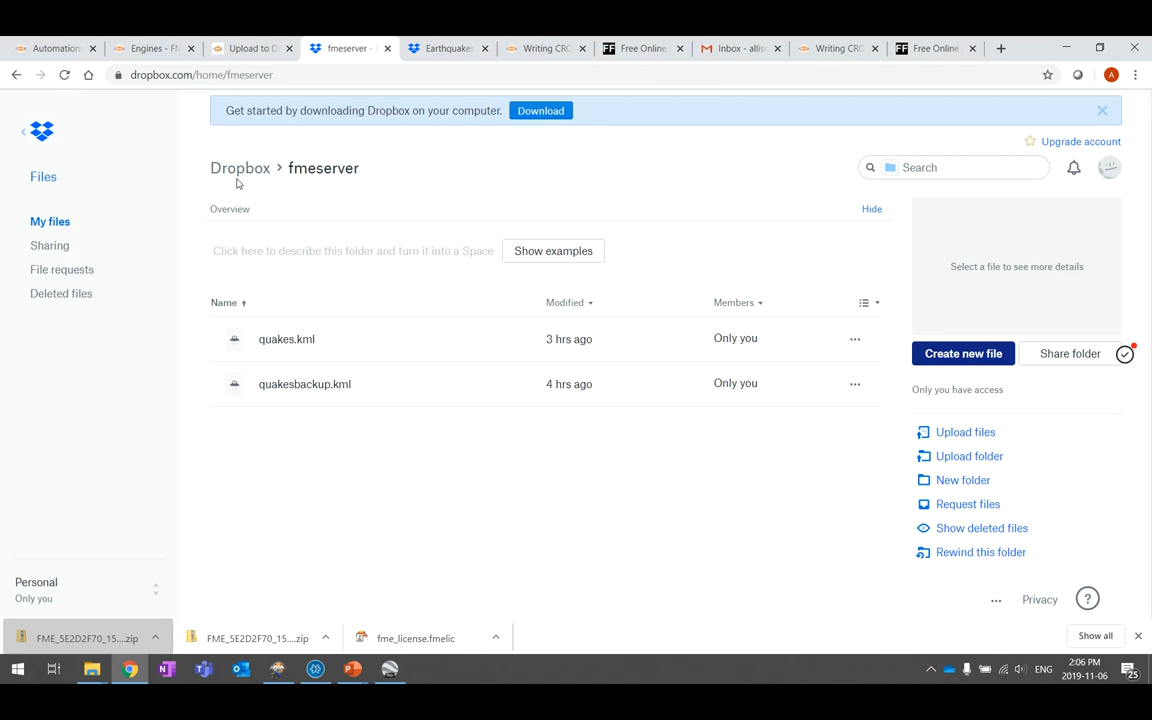 Automation
Engines - FM
Upload to D
fmeserver -
Earthquakes
Writing CRO
Free Online
Inbox - allis
Writing CRO
Free Online
dropbox.com/home/fmeserver
A
Get started by downloading Dropbox on your computer.
Download
Upgrade account
Dropbox > fmeserver
Search
Files
Overview
Hide
My files
Sharing
File requests
Deleted files
Click here to describe this folder and turn it into a Space
Show examples
Select a file to see more details
Name
Modified
Members
quakes.kml
3 hrs ago
Only you
quakesbackup.kml
4 hrs ago
Only you
Create new file
Share folder
Only you have access
Upload files
Upload folder
New folder
Request files
Show deleted files
Rewind this folder
Personal
Only you
Privacy
?
FME_5E2D2F70_15....zip
FME_5E2D2F70_15....zip
fme_license.fmelic
Show all
ENG
2:06 PM
2019-11-06
25